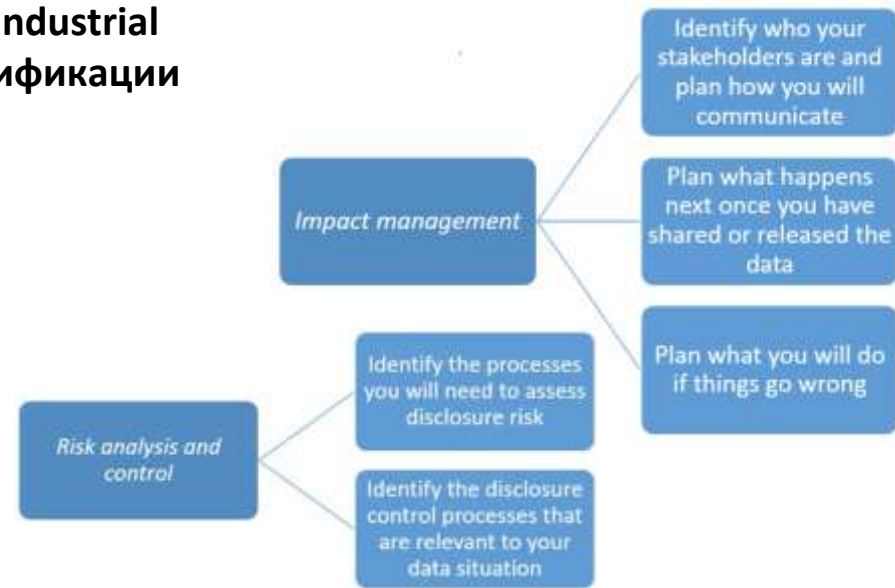 Industrial
ификации
Identify who your
stakeholders are and
plan how you will
communicate
Impact management
Plan what happens
next once you have
shared or released the
data
Plan what you will do
if things go wrong
Risk analysis and
control
Identify the processes
you will need to assess
disclosure risk
Identify the disclosure
control processes that
are relevant to your
data situation